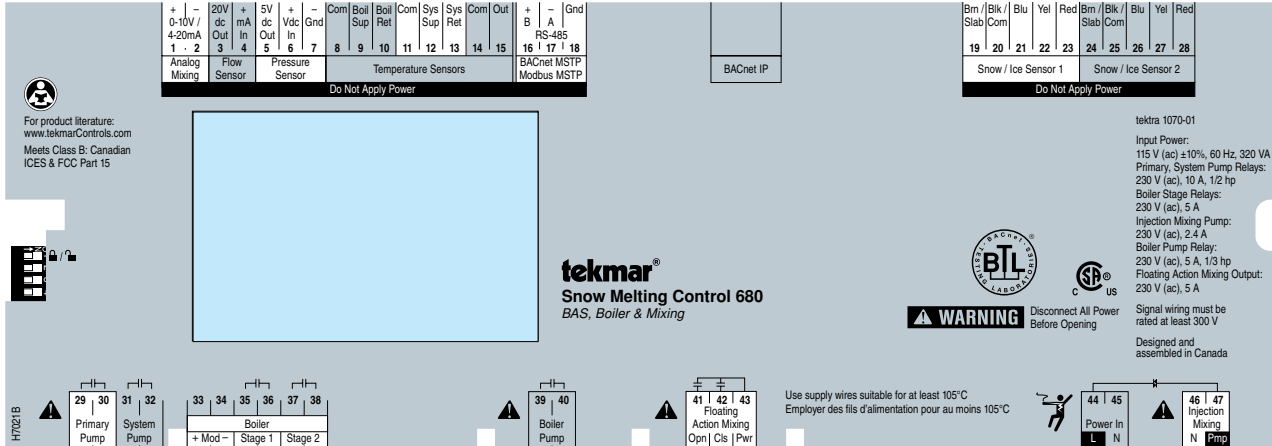 + – 20V + 5V + – Com Boil Boil Com Sys Sys Com Out + – Gnd
0-10V / dc mA dc Vdc Gnd Sup Ret Sup Ret B A
4-20mA Out In Out In RS-485
1 · 2 3 4 5 6 7 8 9 10 11 12 13 14 15 16 17 18
Analog Mixing
Flow Sensor
Pressure Sensor
Temperature Sensors
BACnet MSTP
Modbus MSTP
Do Not Apply Power
BACnet IP
Brn / Blk / Blu Yel Red Brn / Blk / Blu Yel Red
Slab Com Slab Com
19 20 21 22 23 24 25 26 27 28
Snow / Ice Sensor 1 Snow / Ice Sensor 2
Do Not Apply Power
For product literature:
www.tekmarControls.com
Meets Class B: Canadian
ICES & FCC Part 15
tektra 1070-01
Input Power:
115 V (ac) ±10%, 60 Hz, 320 VA
Primary, System Pump Relays:
230 V (ac), 10 A, 1/2 hp
Boiler Stage Relays:
230 V (ac), 5 A
Injection Mixing Pump:
230 V (ac), 2.4 A
Boiler Pump Relay:
230 V (ac), 5 A, 1/3 hp
Floating Action Mixing Output:
230 V (ac), 5 A
Signal wiring must be
rated at least 300 V
Designed and
assembled in Canada
/
tekmar®
Snow Melting Control 680
BAS, Boiler & Mixing
BACnet
BTL ®
TESTING LABORATORIES
C SA ® US
WARNING
Disconnect All Power
Before Opening
H7021B
29 30
Primary
Pump
31 32
System
Pump
33 34 35 36 37 38
Boiler
+ Mod – Stage 1 Stage 2
39 40
Boiler
Pump
41 42 43
Floating
Action Mixing
Opn Cls Pwr
Use supply wires suitable for at least 105°C
Employer des fils d'alimentation pour au moins 105°C
44 45
Power In
L N
46 47
Injection
Mixing
N Pmp